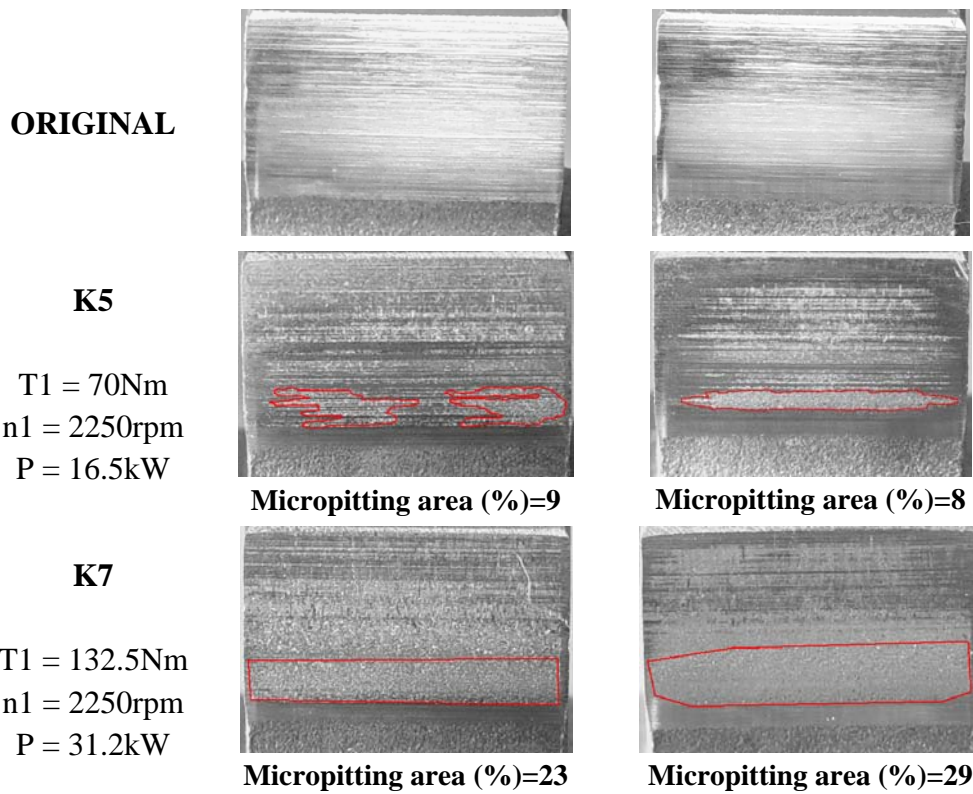 ORIGINAL
K5
T1 = 70Nm
n1 = 2250rpm
P = 16.5kW
Micropitting area (%)=9
Micropitting area (%)=8
K7
T1 = 132.5Nm
n1 = 2250rpm
P = 31.2kW
Micropitting area (%)=23
Micropitting area (%)=29